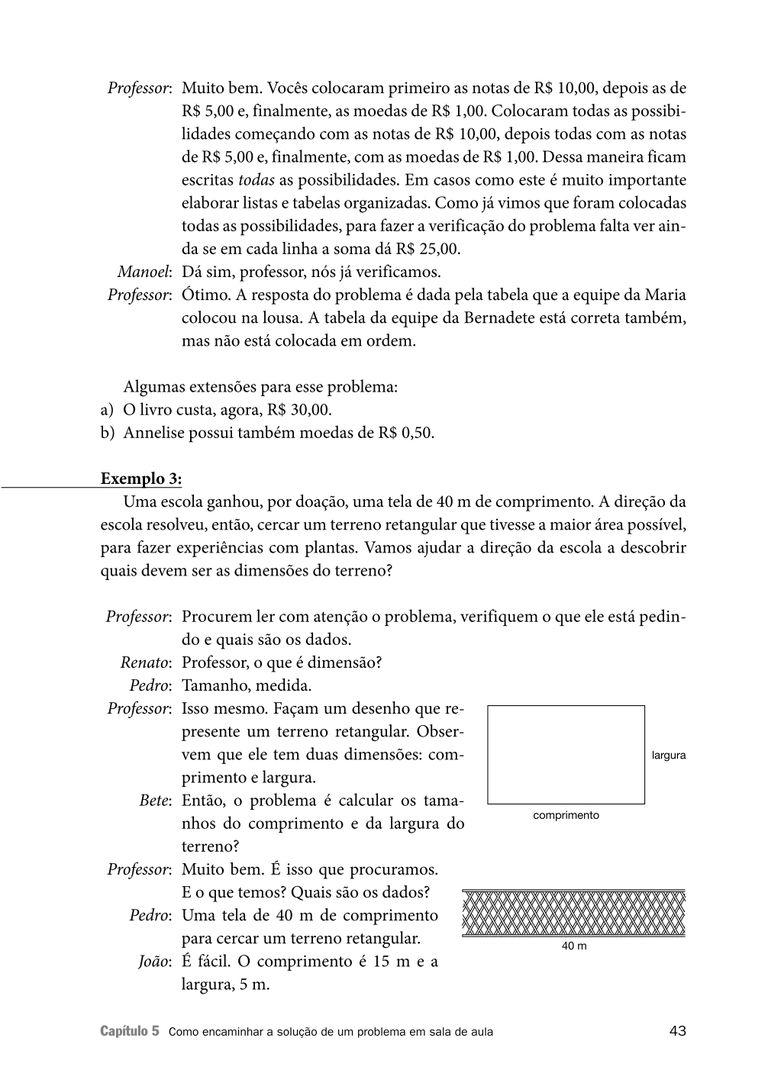 Professor: Muito bem. Vocês colocaram primeiro as notas de R$ 10,00, depois as de
R$ 5,00 e, finalmente, as moedas de R$ 1,00. Colocaram todas as possibi-
lidades começando com as notas de R$ 10,00, depois todas com as notas
de R$ 5,00 e, finalmente, com as moedas de R$ 1,00. Dessa maneira ficam
escritas todas as possibilidades. Em casos como este é muito importante
elaborar listas e tabelas organizadas. Como já vimos que foram colocadas
todas as possibilidades, para fazer a verificação do problema falta ver ain-
da se em cada linha a soma dá R$ 25,00.
Manoel: Dá sim, professor, nós já verificamos.
Professor: Ótimo. A resposta do problema é dada pela tabela que a equipe da Maria
colocou na lousa. A tabela da equipe da Bernadete está correta também,
mas não está colocada em ordem.
Algumas extensões para esse problema:
a) O livro custa, agora, R$ 30,00.
b) Annelise possui também moedas de R$ 0,50.
Exemplo 3:
Uma escola ganhou, por doação, uma tela de 40 m de comprimento. A direção da
escola resolveu, então, cercar um terreno retangular que tivesse a maior área possível,
para fazer experiências com plantas. Vamos ajudar a direção da escola a descobrir
quais devem ser as dimensões do terreno?
Professor: Procurem ler com atenção o problema, verifiquem o que ele está pedin-
do e quais são os dados.
Renato: Professor, o que é dimensão?
Pedro: Tamanho, medida.
Professor: Isso mesmo. Façam um desenho que re-
presente um terreno retangular. Obser-
vem que ele tem duas dimensões: com-
primento e largura.
largura
comprimento
Bete: Então, o problema é calcular os tama-
nhos do comprimento e da largura do
terreno?
Professor: Muito bem. É isso que procuramos.
E o que temos? Quais são os dados?
Pedro: Uma tela de 40 m de comprimento
para cercar um terreno retangular.
40 m
João: É fácil. O comprimento é 15 m e a
largura, 5 m.
Capítulo 5 Como encaminhar a solução de um problema em sala de aula 43